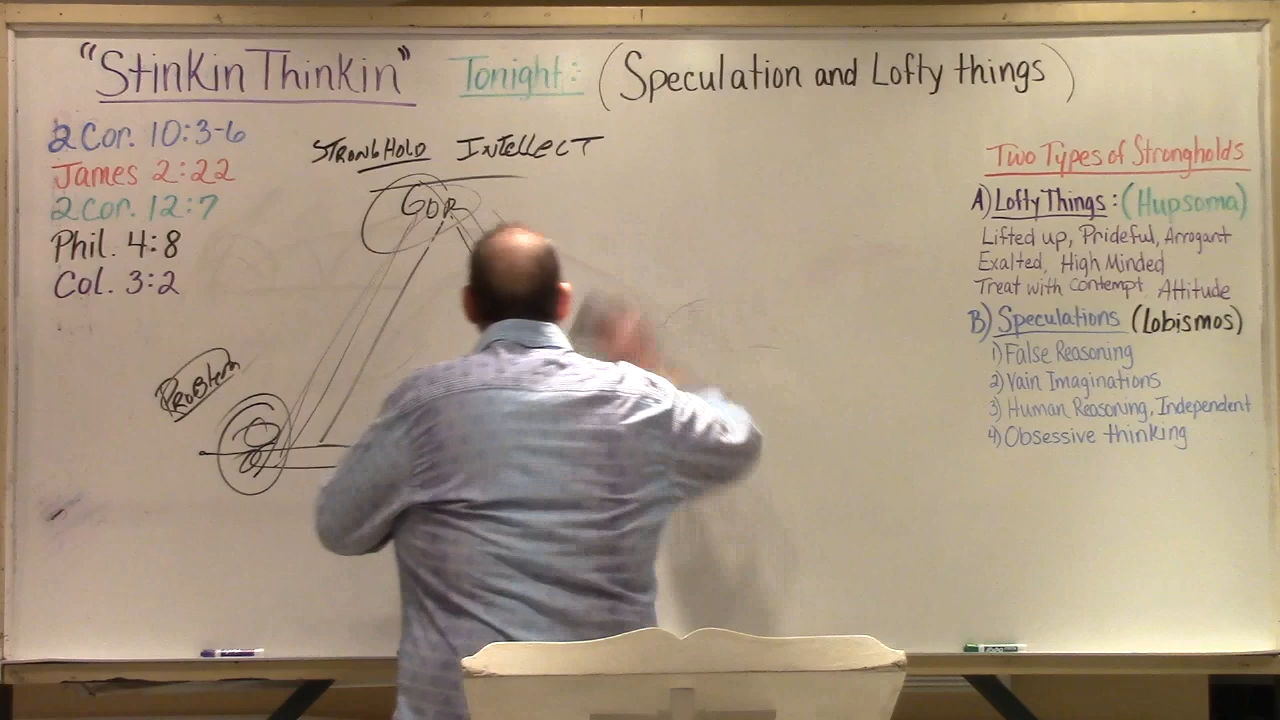 "Stinkin Thinkin" Tonight: (Speculation and Lofty things)
2 Cor. 10:3-6
James 2:22
2 Cor. 12:7
Phil. 4:8
Col. 3:2
STRONGHOLD INTELLECT
GOD
PROBLEM
Two Types of Strongholds
A) Lofty Things: (Hupsoma)
Lifted up, Prideful, Arrogant
Exalted, High Minded
Treat with contempt Attitude
B) Speculations (Lobismos)
1) False Reasoning
2) Vain Imaginations
3) Human Reasoning, Independent
4) Obsessive thinking